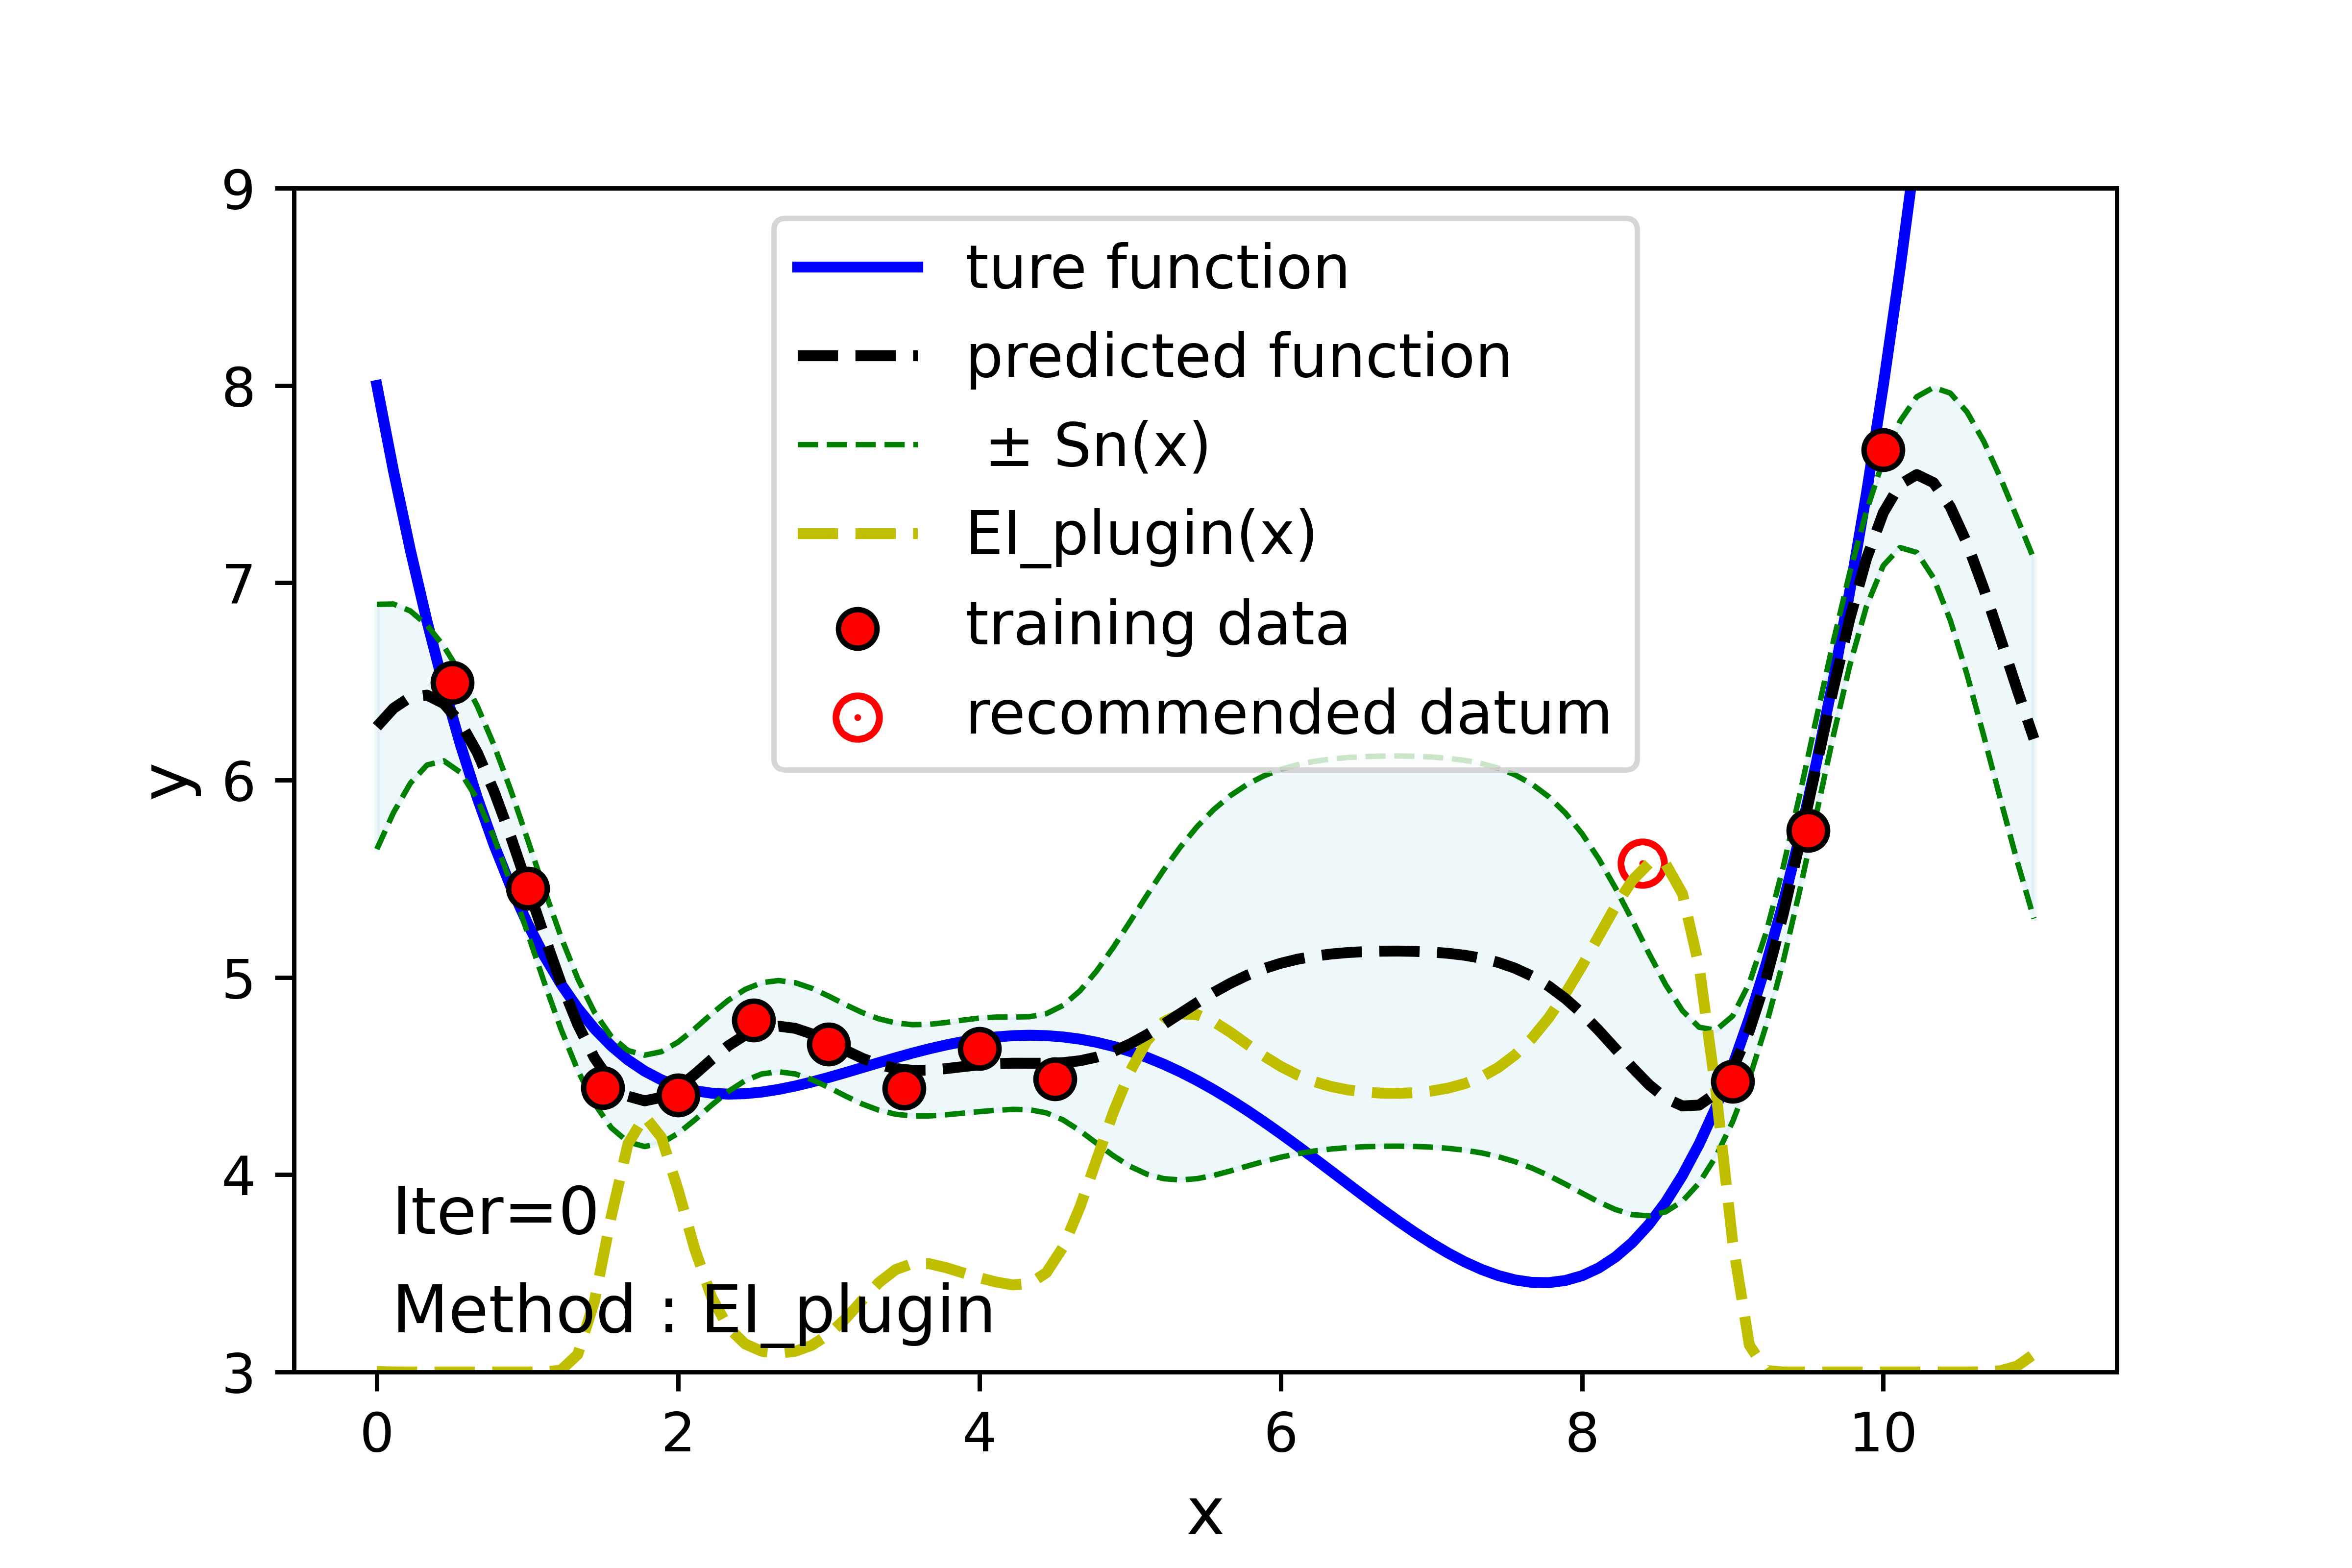 9
8
7
6
5
4
3
y
ture function
predicted function
± Sn(x)
EI_plugin(x)
training data
recommended datum
Iter=0
Method : EI_plugin
0 2 4 6 8 10
x